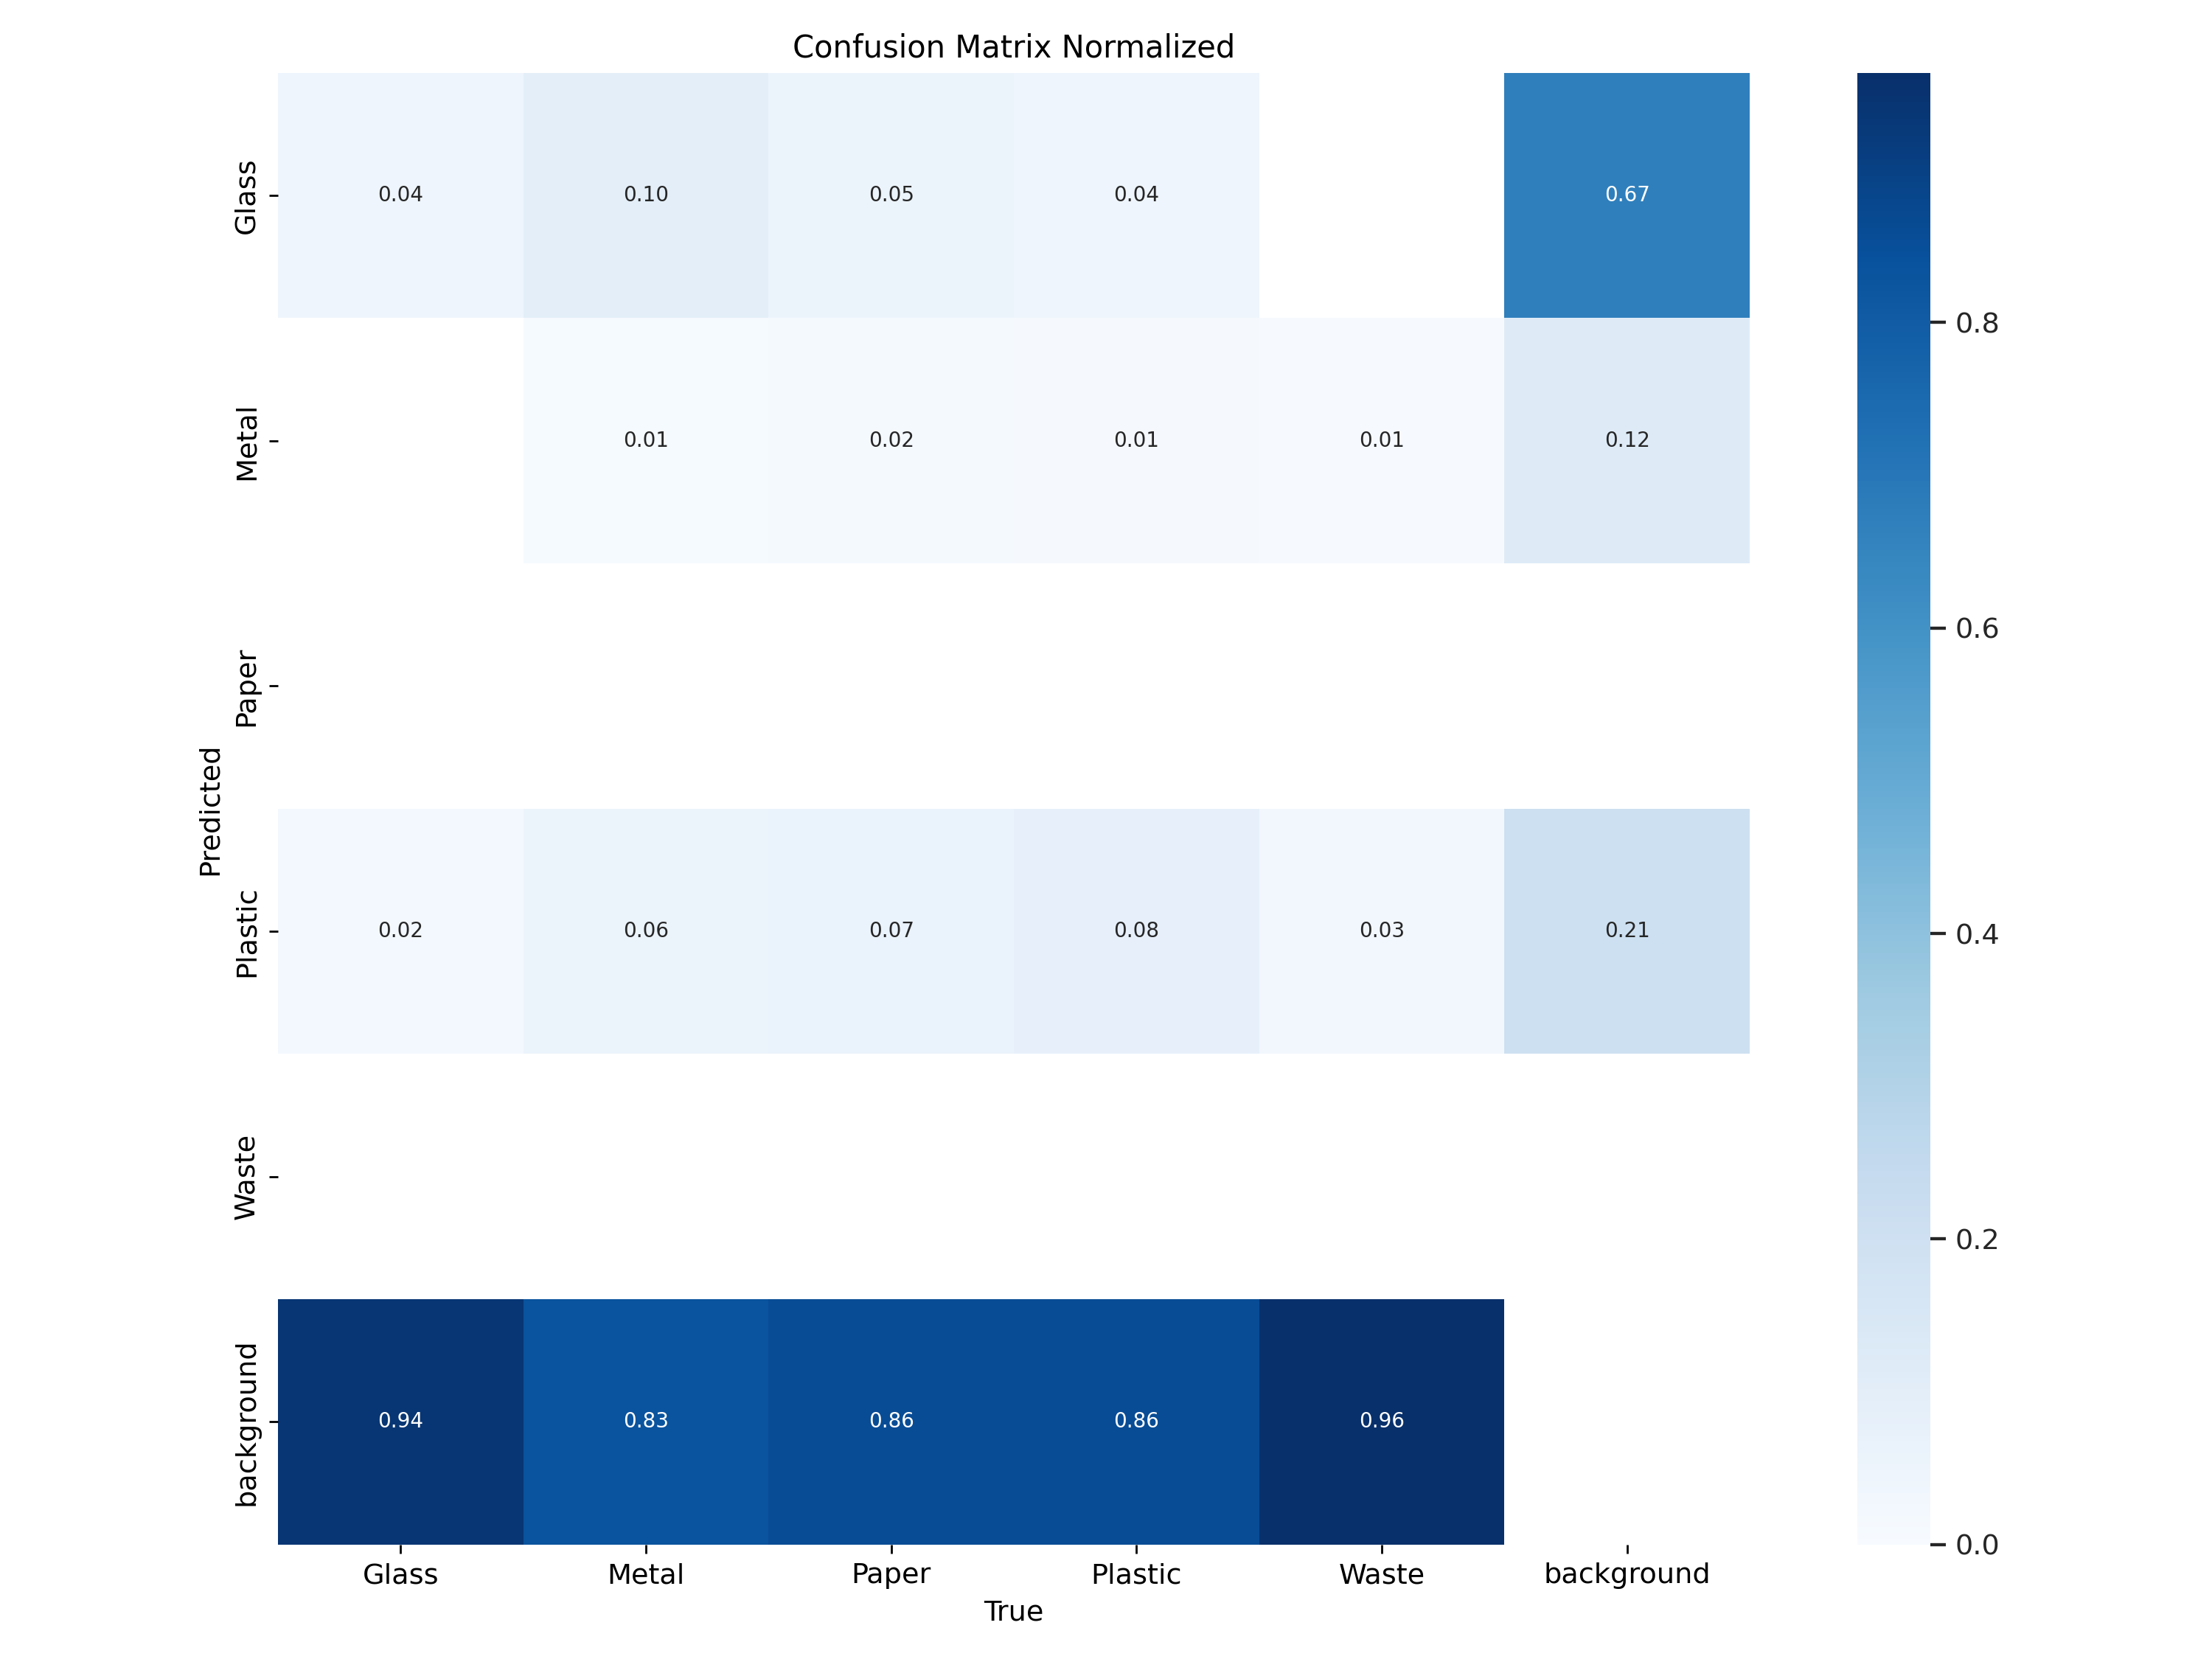 Confusion Matrix Normalized
Glass
0.04 0.10 0.05 0.04 0.67
Metal
0.01 0.02 0.01 0.01 0.12
Paper
Plastic
0.02 0.06 0.07 0.08 0.03 0.21
Waste
background
0.94 0.83 0.86 0.86 0.96
Predicted
Glass Metal Paper Plastic Waste background
True
0.8
0.6
0.4
0.2
0.0